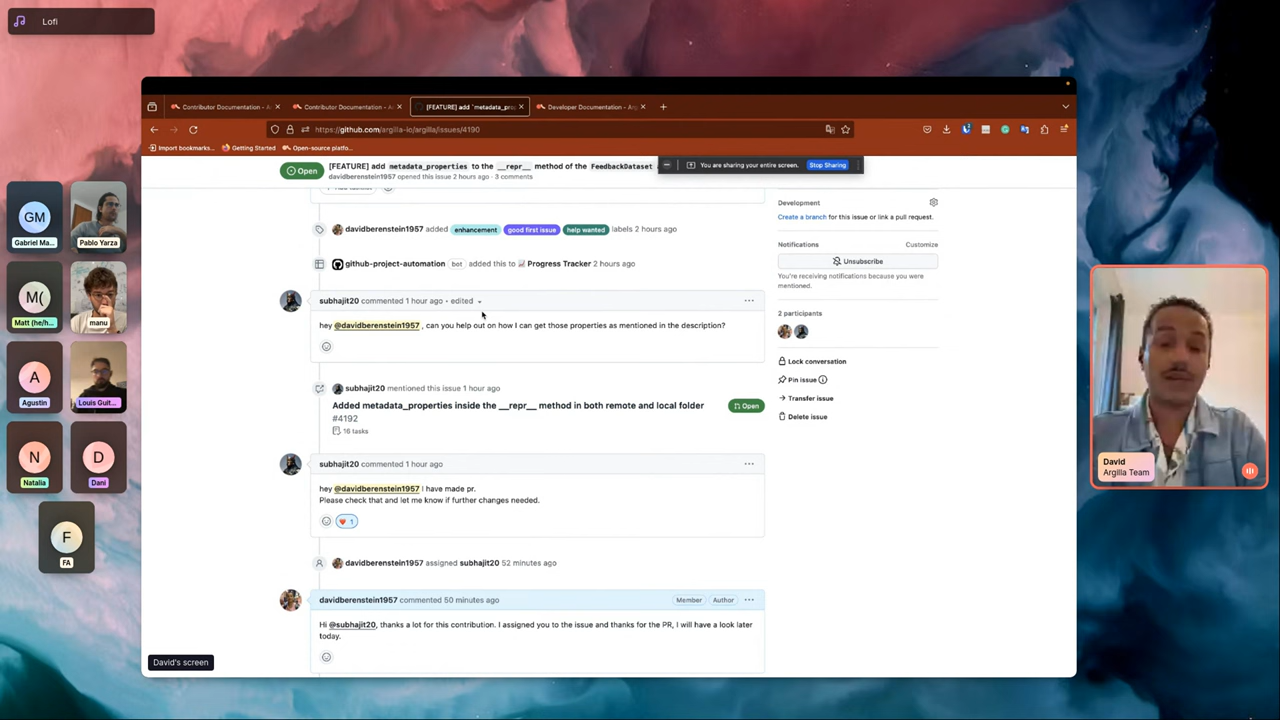 Lofi
Contributor Documentation - A
Contributor Documentation - A
[FEATURE] add `metadata_pro
Developer Documentation - Arg
https://github.com/argilla-io/argilla/issues/4190
Import bookmarks...
Getting Started
Open-source platfo...
You are sharing your entire screen.
Stop Sharing
Open
[FEATURE] add metadata_properties to the __repr__ method of the FeedbackDataset
davidberenstein1957 opened this issue 2 hours ago · 3 comments
davidberenstein1957 added enhancement good first issue help wanted labels 2 hours ago
github-project-automation bot added this to Progress Tracker 2 hours ago
subhajit20 commented 1 hour ago • edited
hey @davidberenstein1957 , can you help out on how I can get those properties as mentioned in the description?
subhajit20 mentioned this issue 1 hour ago
Added metadata_properties inside the __repr__ method in both remote and local folder
#4192
Open
16 tasks
subhajit20 commented 1 hour ago
hey @davidberenstein1957 I have made pr.
Please check that and let me know if further changes needed.
1
davidberenstein1957 assigned subhajit20 52 minutes ago
davidberenstein1957 commented 50 minutes ago
Member
Author
Hi @subhajit20, thanks a lot for this contribution. I assigned you to the issue and thanks for the PR, I will have a look later
today.
Development
Create a branch for this issue or link a pull request.
Notifications
Customize
Unsubscribe
You're receiving notifications because you were
mentioned.
2 participants
Lock conversation
Pin issue
Transfer issue
Delete issue
GM
Gabriel Ma...
Pablo Yarza
M(
Matt (he/h...
manu
A
Agustin
Louis Guit...
N
Natalia
D
Dani
F
FA
David's screen
David
Argilla Team